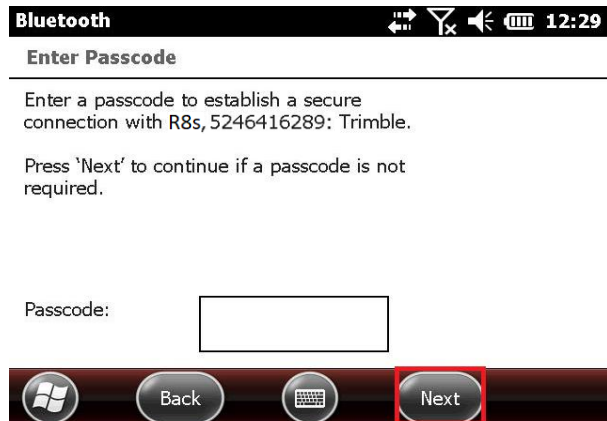 Bluetooth 12:29
Enter Passcode
Enter a passcode to establish a secure
connection with R8s, 5246416289: Trimble.
Press ‘Next’ to continue if a passcode is not
required.
Passcode:
Back Next